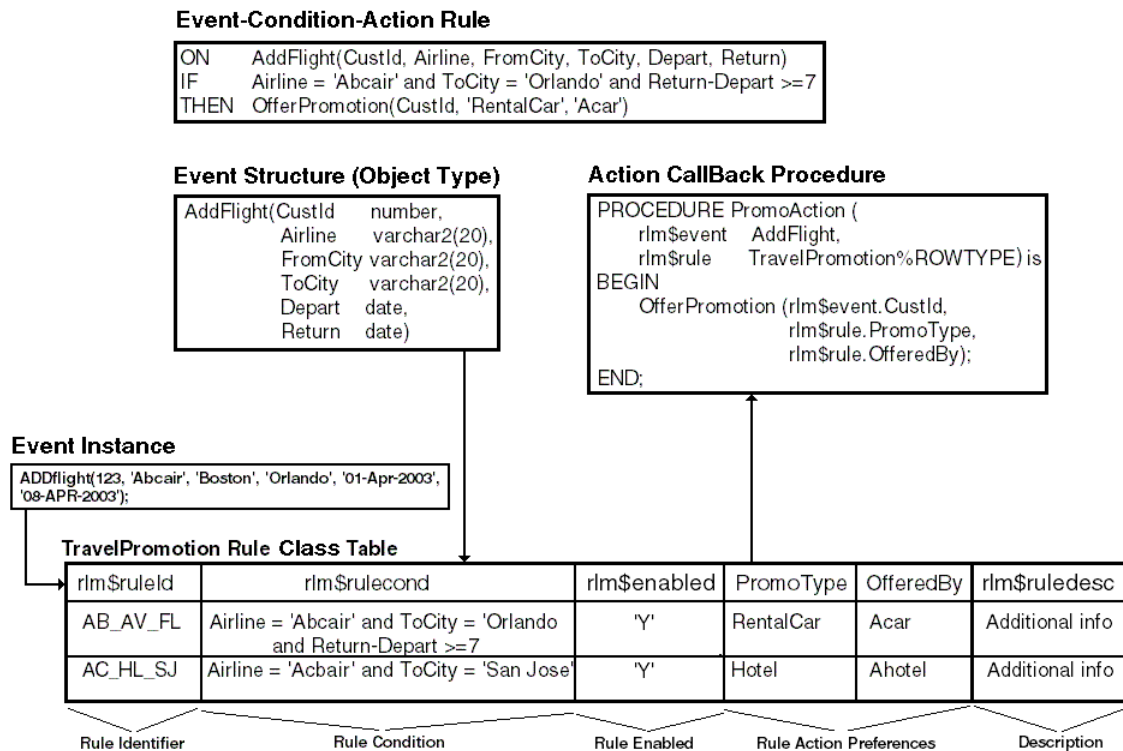 Event-Condition-Action Rule
ON AddFlight(CustId, Airline, FromCity, ToCity, Depart, Return)
IF Airline = 'Abcair' and ToCity = 'Orlando' and Return-Depart >=7
THEN OfferPromotion(CustId, 'RentalCar', 'Acar')
Event Structure (Object Type)
AddFlight(CustId number,
Airline varchar2(20),
FromCity varchar2(20),
ToCity varchar2(20),
Depart date,
Return date)
Action CallBack Procedure
PROCEDURE PromoAction (
rlm$event AddFlight,
rlm$rule TravelPromotion%ROWTYPE) is
BEGIN
OfferPromotion (rlm$event.CustId,
rlm$rule.PromoType,
rlm$rule.OfferedBy);
END;
Event Instance
ADDflight(123, 'Abcair', 'Boston', 'Orlando', '01-Apr-2003',
'08-APR-2003');
TravelPromotion Rule Class Table
rlm$ruleId rlm$rulecond rlm$enabled PromoType OfferedBy rlm$ruledesc
AB_AV_FL Airline = 'Abcair' and ToCity = 'Orlando 'Y' RentalCar Acar Additional info
and Return-Depart >=7
AC_HL_SJ Airline = 'Acbair' and ToCity = 'San Jose' 'Y' Hotel Ahotel Additional info
Rule Identifier Rule Condition Rule Enabled Rule Action Preferences Description